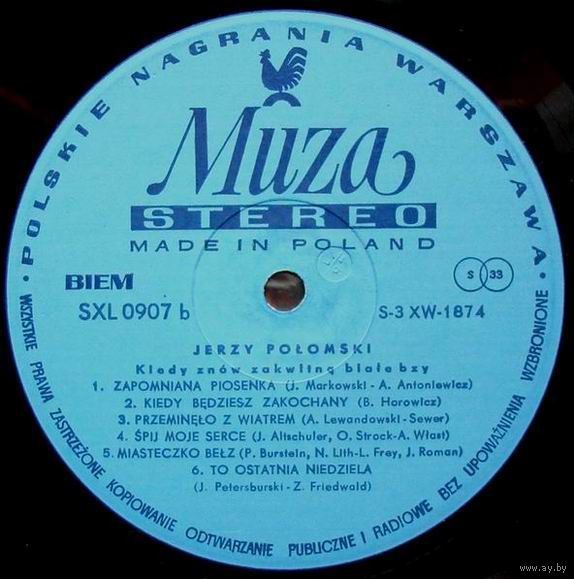 POLSKIE NAGRANIA WARSZAWA
Muza
STEREO
MADE IN POLAND
BIEM
S 33
SXL 0907 b
S-3 XW-1874
JERZY POŁOMSKI
Kiedy znów zakwitną białe bzy
1. ZAPOMNIANA PIOSENKA (J. Markowski - A. Antoniewicz)
2. KIEDY BĘDZIESZ ZAKOCHANY (B. Horowicz)
3. PRZEMINĘŁO Z WIATREM (A. Lewandowski - Sewer)
4. ŚPIJ MOJE SERCE (J. Altschuler, O. Strock-A. Włast)
5. MIASTECZKO BEŁZ (P. Burstein, N. Lith-L. Frey, J. Roman)
6. TO OSTATNIA NIEDZIELA
(J. Petersburski - Z. Friedwald)
WSZYSTKIE PRAWA ZASTRZEŻONE KOPIOWANIE ODTWARZANIE PUBLICZNE I RADIOWE BEZ UPOWAŻNIENIA WZBRONIONE
www.ay.by